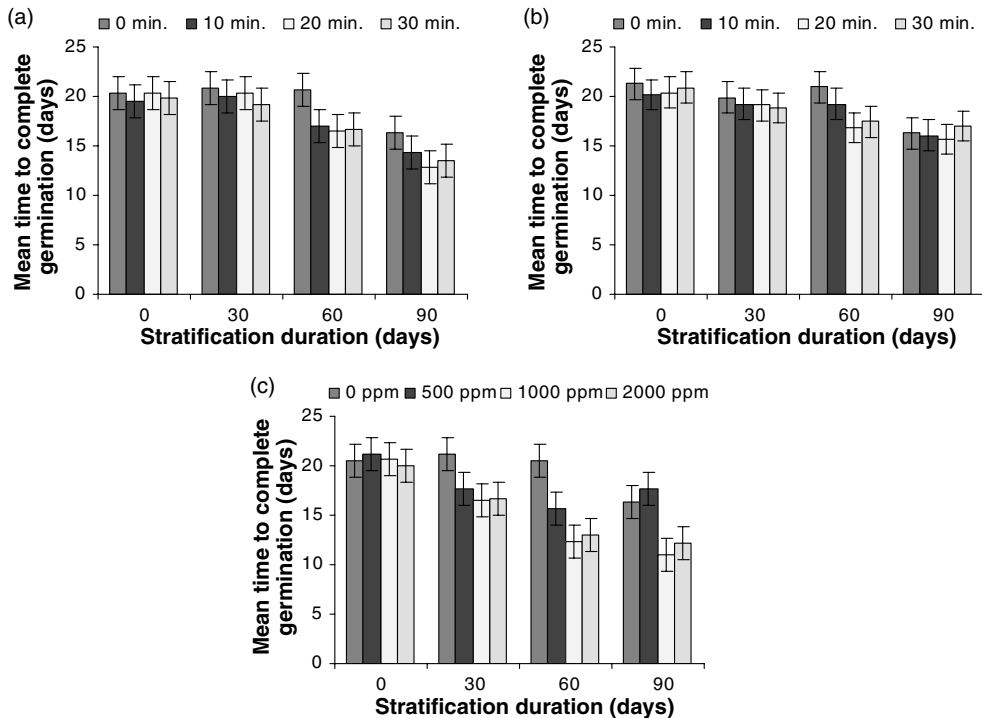 (a)
0 min. 10 min. 20 min. 30 min.
Mean time to complete
germination (days)
25
20
15
10
5
0
0 30 60 90
Stratification duration (days)
(b)
0 min. 10 min. 20 min. 30 min.
Mean time to complete
germination (days)
25
20
15
10
5
0
0 30 60 90
Stratification duration (days)
(c)
0 ppm 500 ppm 1000 ppm 2000 ppm
Mean time to complete
germination (days)
25
20
15
10
5
0
0 30 60 90
Stratification duration (days)